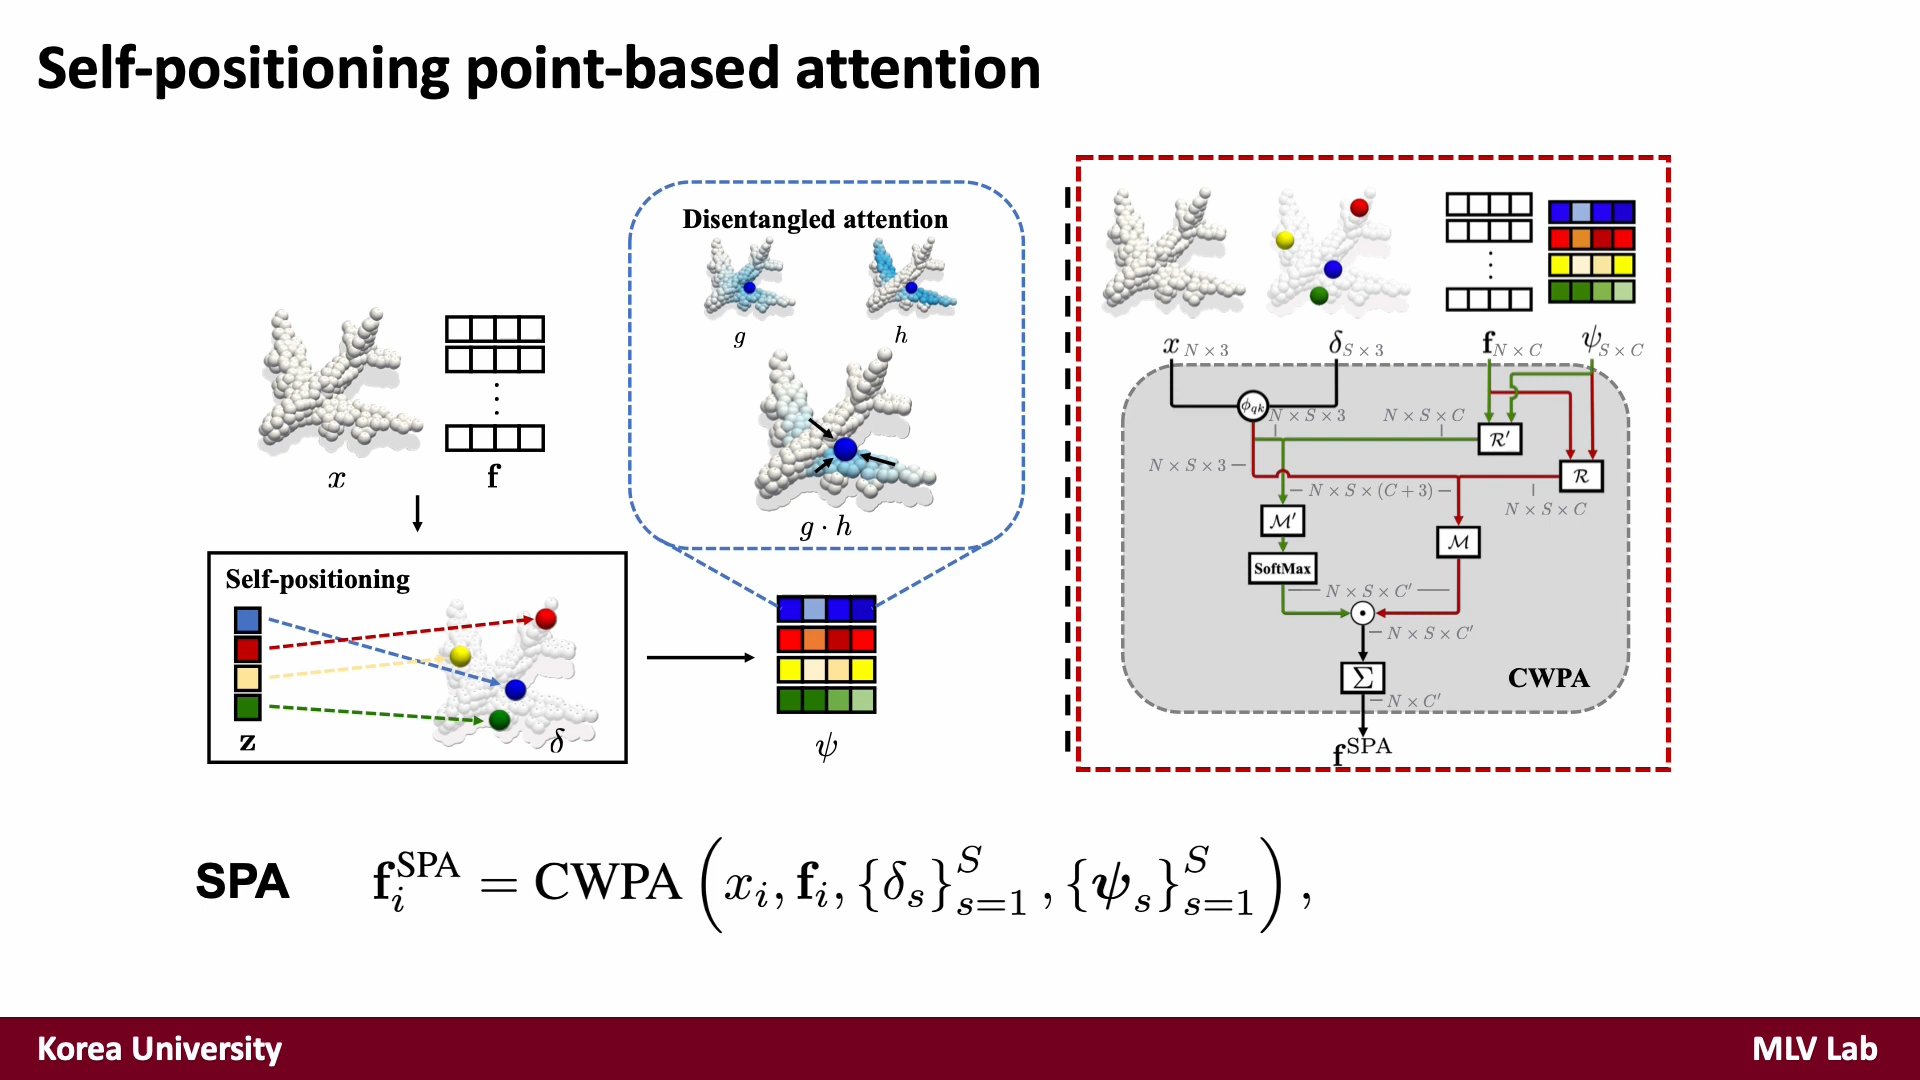 Self-positioning point-based attention
x
f
Self-positioning
z
δ
Disentangled attention
g
h
g · h
ψ
x N × 3
δ S × 3
f N × C
ψ S × C
ϕqk
N × S × 3
N × S × C
R′
N × S × 3
R
N × S × (C + 3)
N × S × C
M′
M
SoftMax
N × S × C′
N × S × C′
Σ
CWPA
N × C′
f^SPA
SPA f_i^SPA = CWPA ( x_i, f_i, {δ_s}_{s=1}^S , {ψ_s}_{s=1}^S ) ,
Korea University
MLV Lab